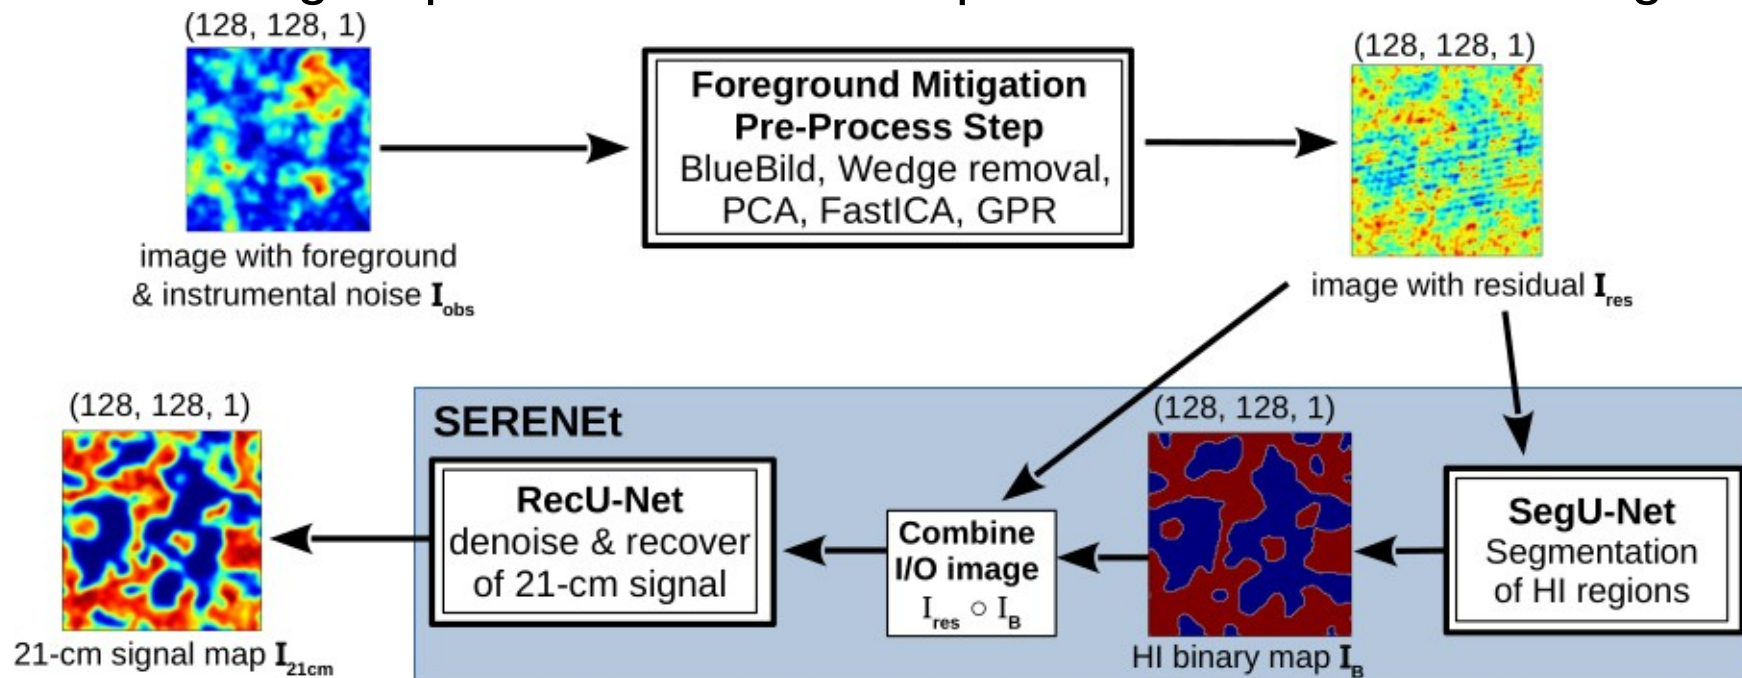 (128, 128, 1)
image with foreground
& instrumental noise I_obs
Foreground Mitigation
Pre-Process Step
BlueBild, Wedge removal,
PCA, FastICA, GPR
(128, 128, 1)
image with residual I_res
SERENEt
(128, 128, 1)
SegU-Net
Segmentation
of HI regions
HI binary map I_B
Combine
I/O image
I_res ○ I_B
RecU-Net
denoise & recover
of 21-cm signal
(128, 128, 1)
21-cm signal map I_21cm